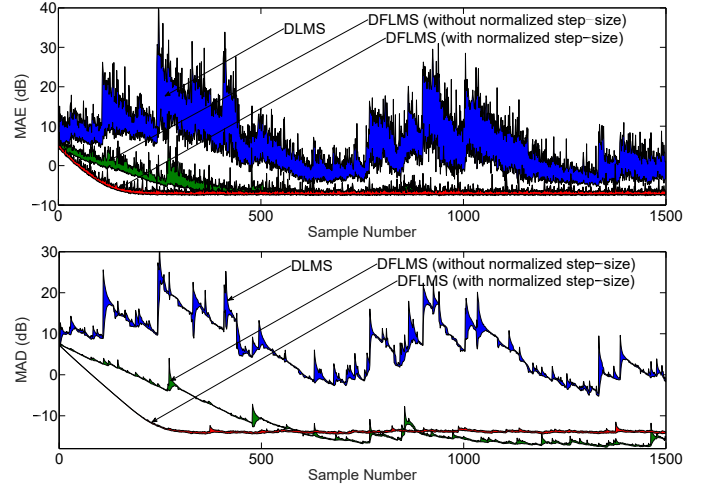 40
30
20
10
0
−10
MAE (dB)
DLMS
DFLMS (without normalized step−size)
DFLMS (with normalized step−size)
0
500
1000
1500
Sample Number
30
20
10
0
−10
MAD (dB)
DLMS
DFLMS (without normalized step−size)
DFLMS (with normalized step−size)
0
500
1000
1500
Sample Number